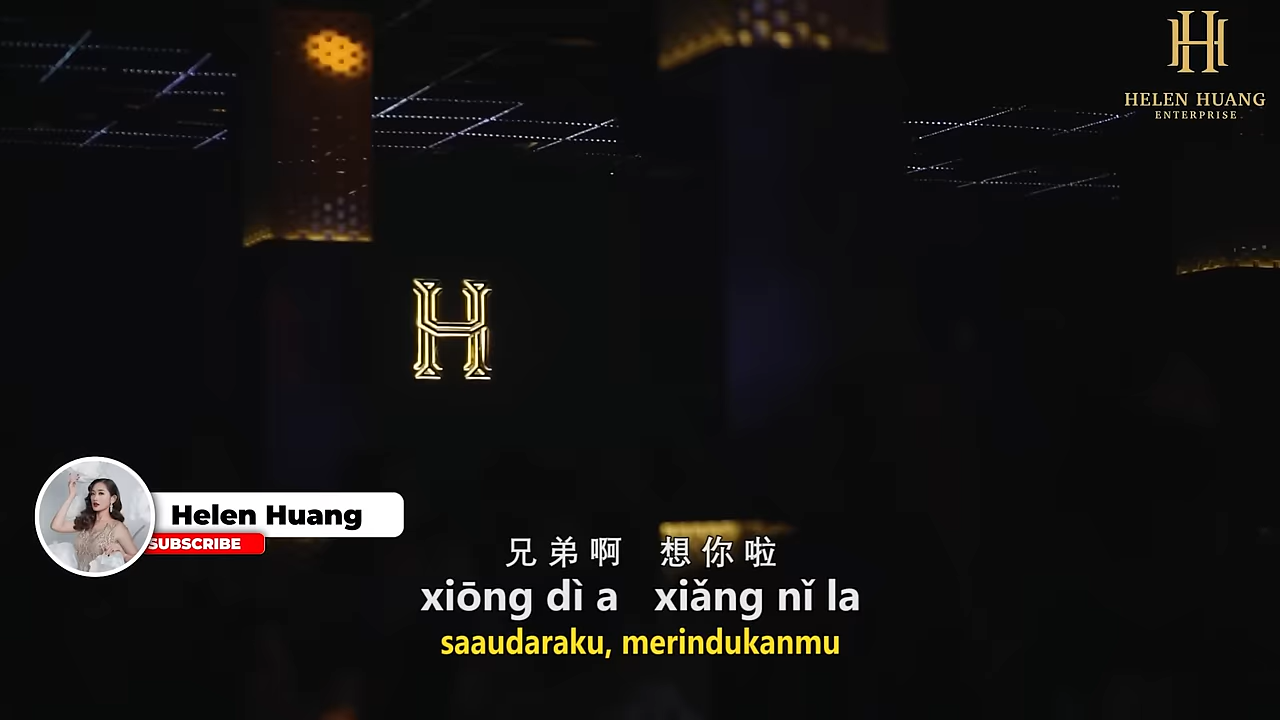 H
HELEN HUANG
ENTERPRISE
H
Helen Huang
SUBSCRIBE
兄弟啊 想你啦
xiōng dì a xiǎng nǐ la
saaudaraku, merindukanmu